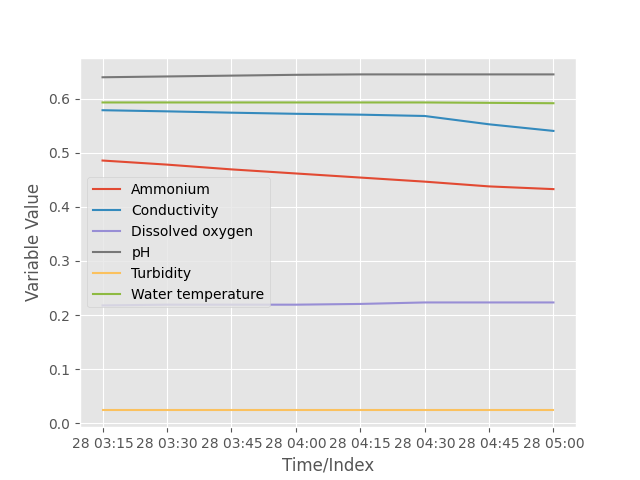 0.6
0.5
0.4
0.3
0.2
0.1
0.0
Variable Value
Ammonium
Conductivity
Dissolved oxygen
pH
Turbidity
Water temperature
28 03:15 28 03:30 28 03:45 28 04:00 28 04:15 28 04:30 28 04:45 28 05:00
Time/Index